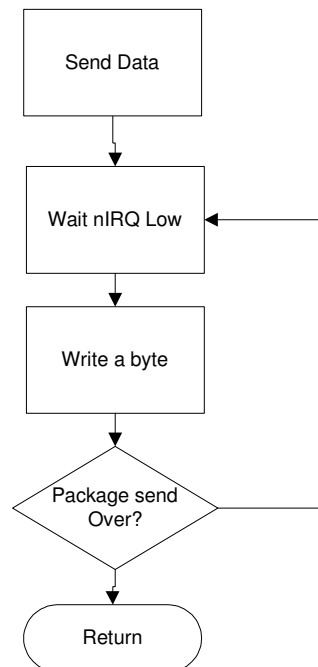 Send Data
Wait nIRQ Low
Write a byte
Package send
Over?
Return